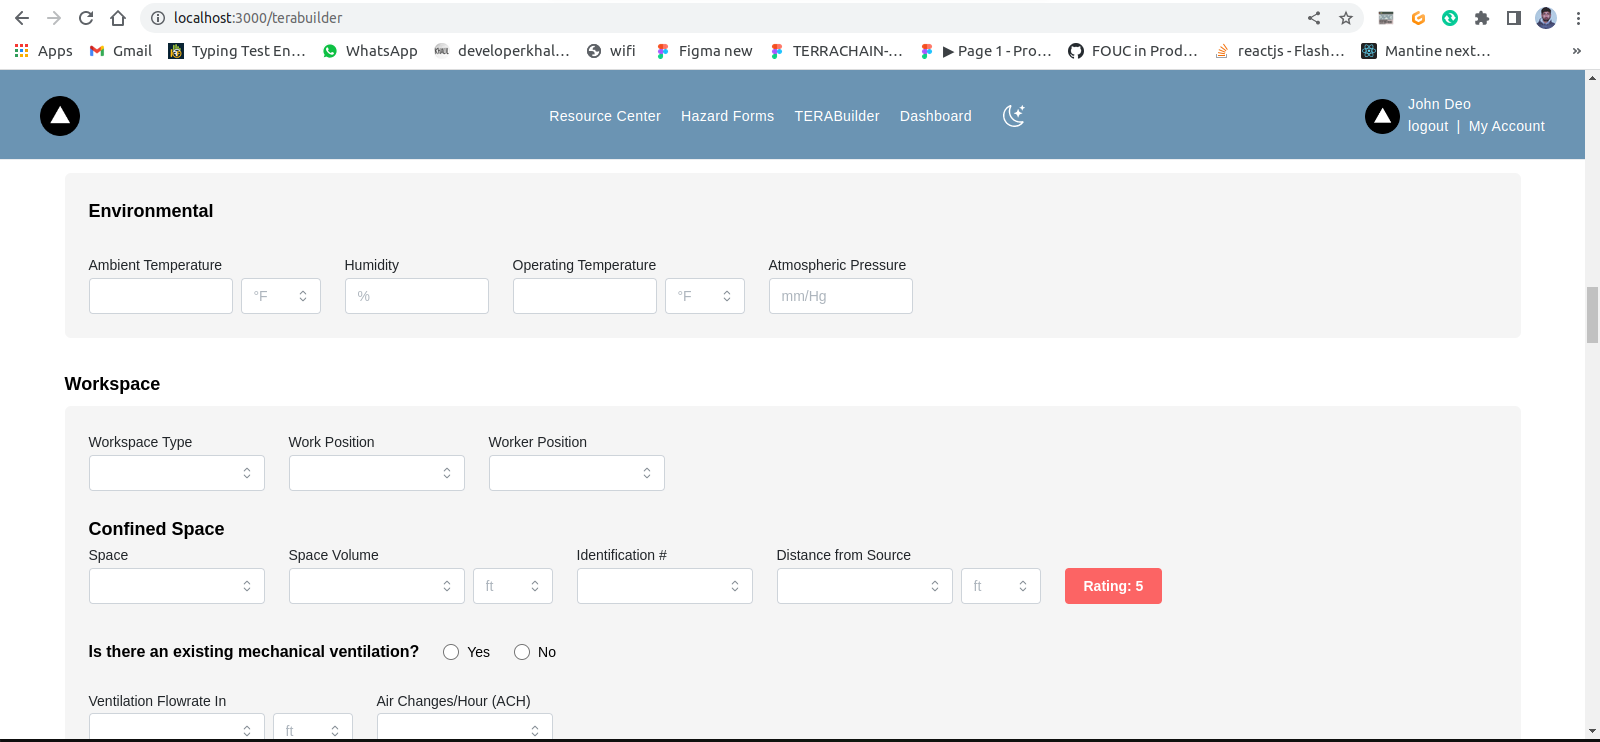 localhost:3000/terabuilder
Apps Gmail Typing Test En... WhatsApp developerkhal... wifi Figma new TERRACHAIN-... ▶ Page 1 - Pro... FOUC in Prod... reactjs - Flash... Mantine next... »
Resource Center Hazard Forms TERABuilder Dashboard
John Deo
logout | My Account
Environmental
Ambient Temperature Humidity Operating Temperature Atmospheric Pressure
°F % °F mm/Hg
Workspace
Workspace Type Work Position Worker Position
Confined Space
Space Space Volume Identification # Distance from Source
ft ft Rating: 5
Is there an existing mechanical ventilation? Yes No
Ventilation Flowrate In Air Changes/Hour (ACH)
ft